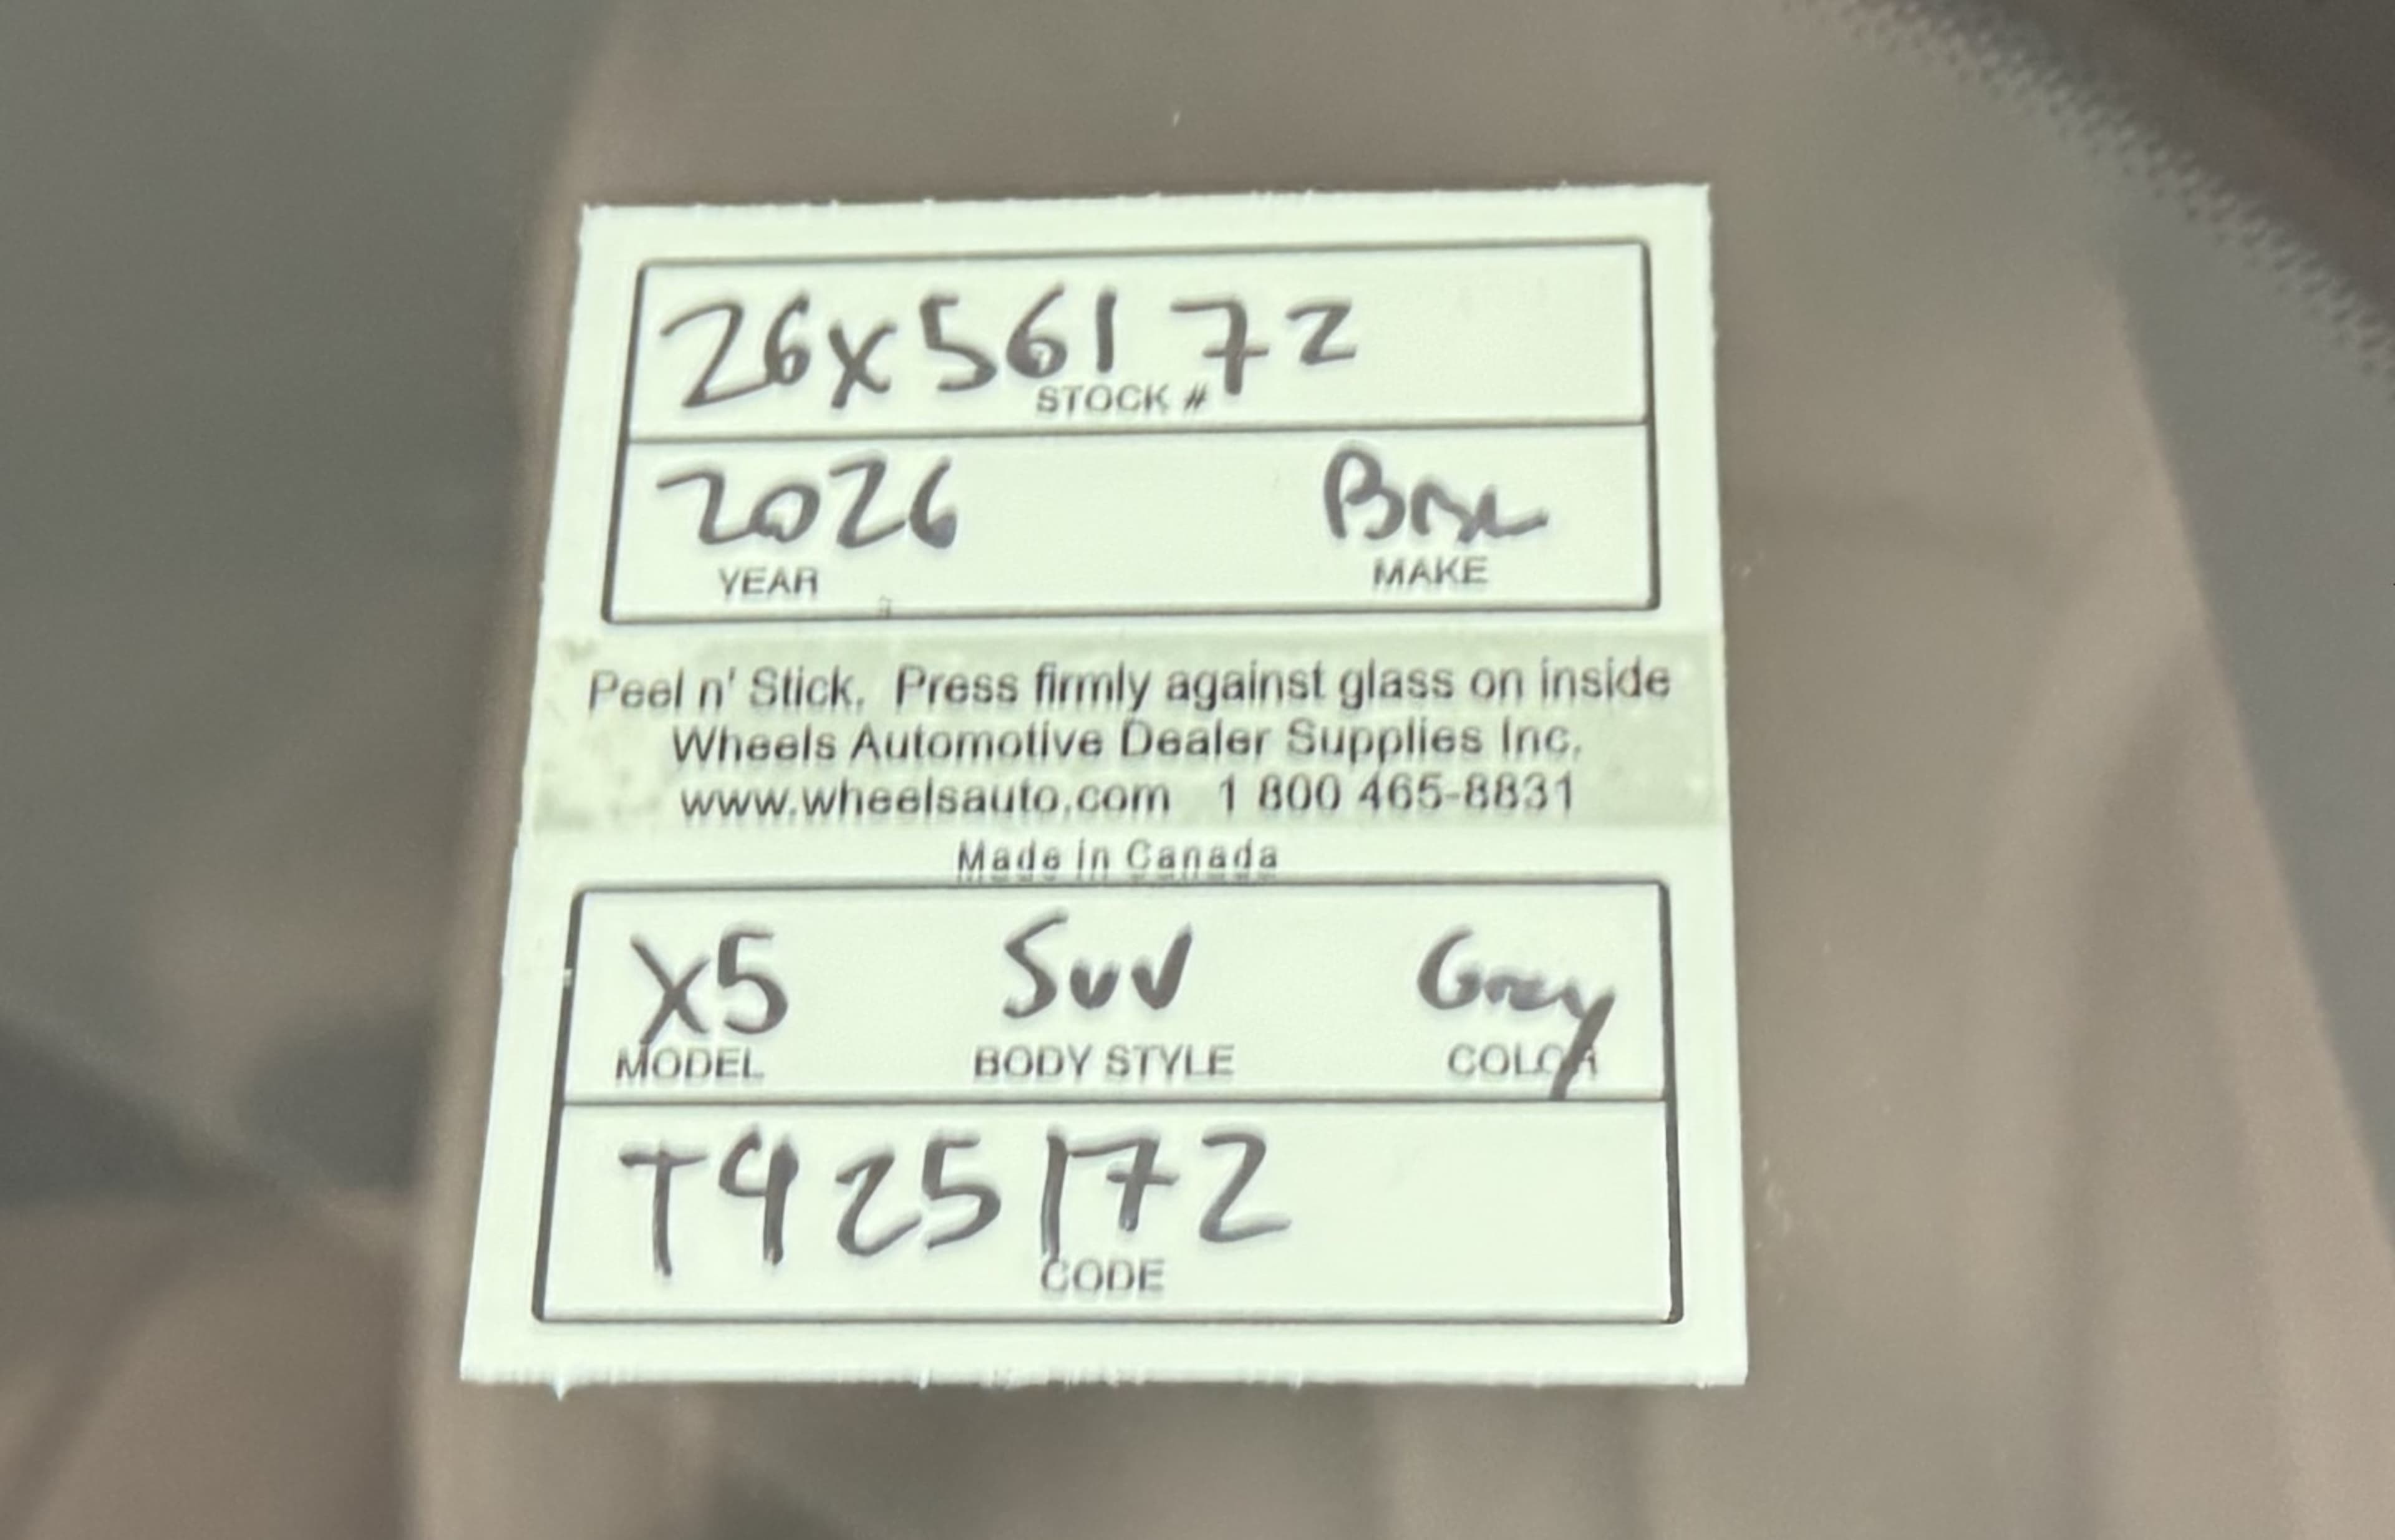 26X56172
STOCK #
2026
YEAR MAKE
Peel n' Stick. Press firmly against glass on inside
Wheels Automotive Dealer Supplies Inc.
www.wheelsauto.com 1 800 465-8831
Made in Canada
X5 SUV Grey
MODEL BODY STYLE COLOR
T925172
CODE